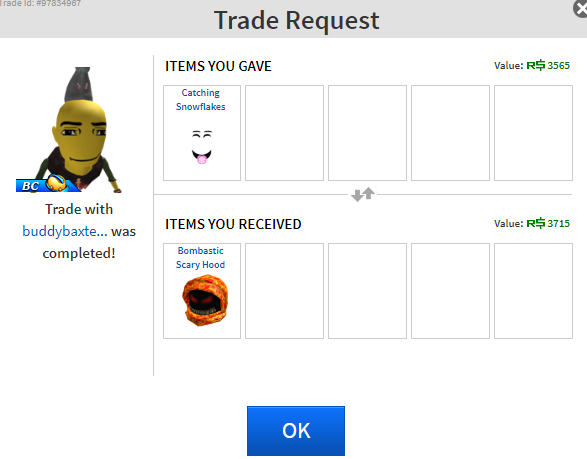 Trade Id: #97834967
Trade Request
ITEMS YOU GAVE
Value: R$ 3565
Catching
Snowflakes
BC
Trade with
buddybaxte... was
completed!
ITEMS YOU RECEIVED
Value: R$ 3715
Bombastic
Scary Hood
OK